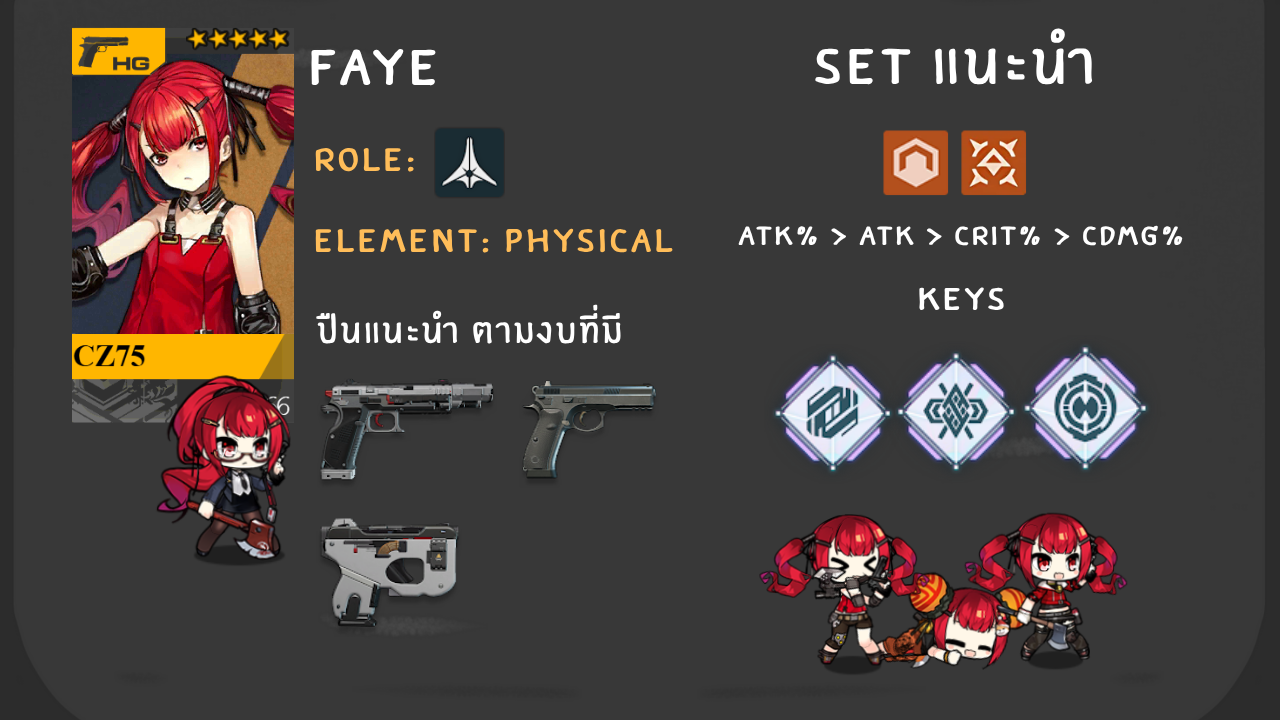 HG
FAYE
ROLE:
ELEMENT: PHYSICAL
ปืนแนะนำ ตามงบที่มี
CZ75
SET แนะนำ
ATK% > ATK > CRIT% > CDMG%
KEYS